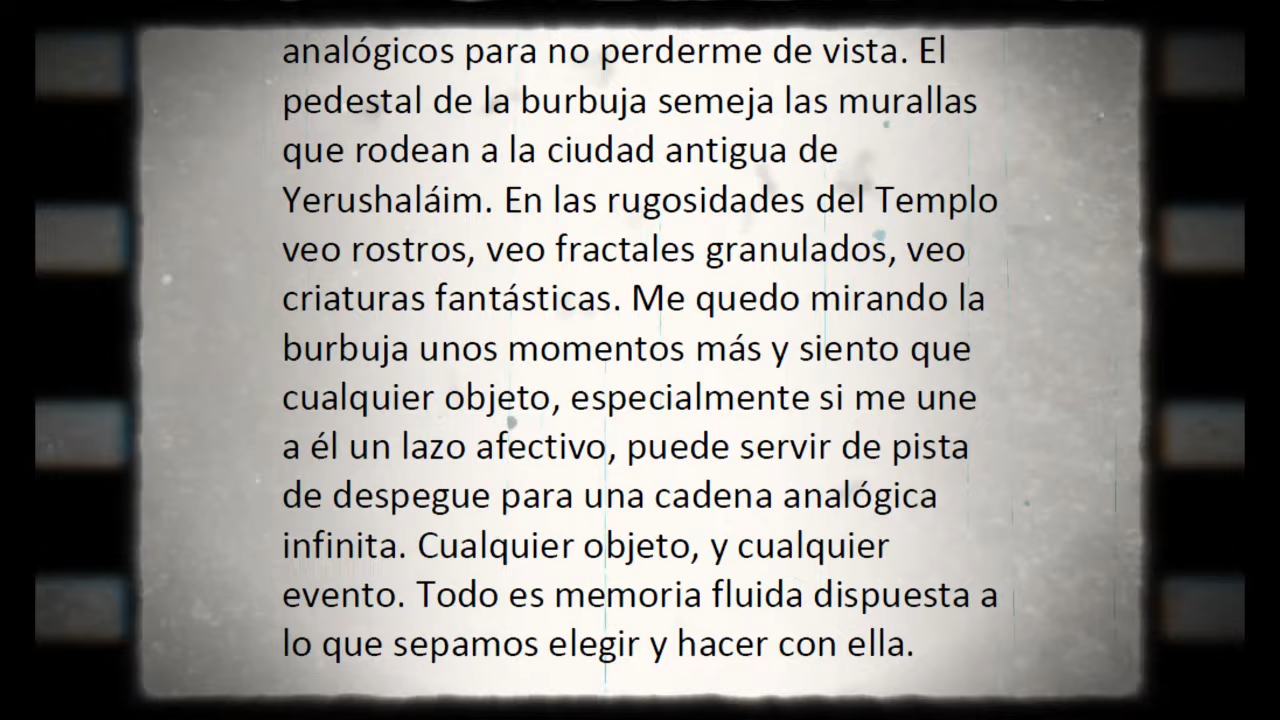 analógicos para no perderme de vista. El
pedestal de la burbuja semeja las murallas
que rodean a la ciudad antigua de
Yerushaláim. En las rugosidades del Templo
veo rostros, veo fractales granulados, veo
criaturas fantásticas. Me quedo mirando la
burbuja unos momentos más y siento que
cualquier objeto, especialmente si me une
a él un lazo afectivo, puede servir de pista
de despegue para una cadena analógica
infinita. Cualquier objeto, y cualquier
evento. Todo es memoria fluida dispuesta a
lo que sepamos elegir y hacer con ella.